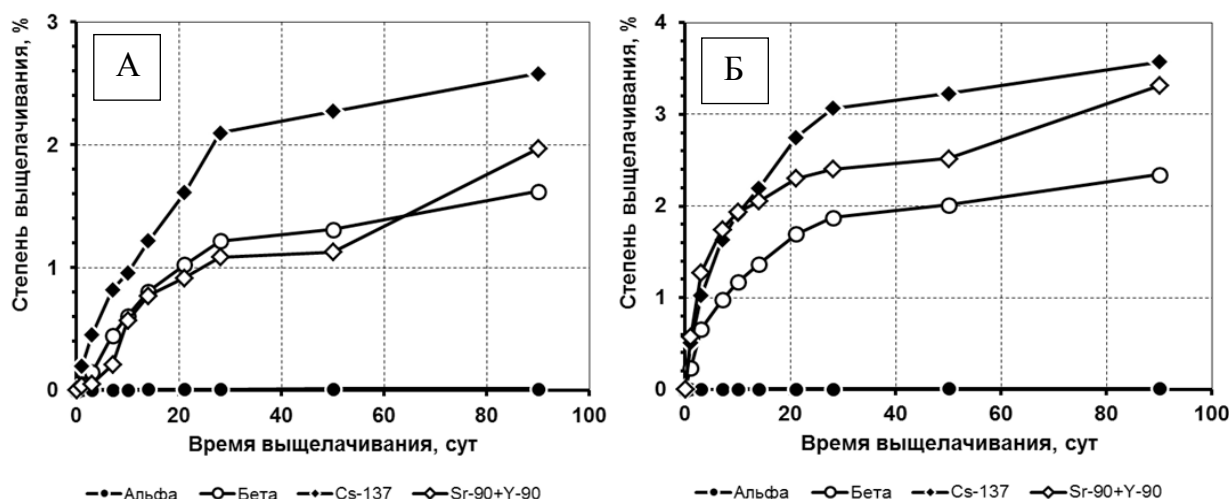 А
Степень выщелачивания, %
3
2
1
0
0 20 40 60 80 100
Время выщелачивания, сут
Альфа Бета Cs-137 Sr-90+Y-90
Б
Степень выщелачивания, %
4
3
2
1
0
0 20 40 60 80 100
Время выщелачивания, сут
Альфа Бета Cs-137 Sr-90+Y-90